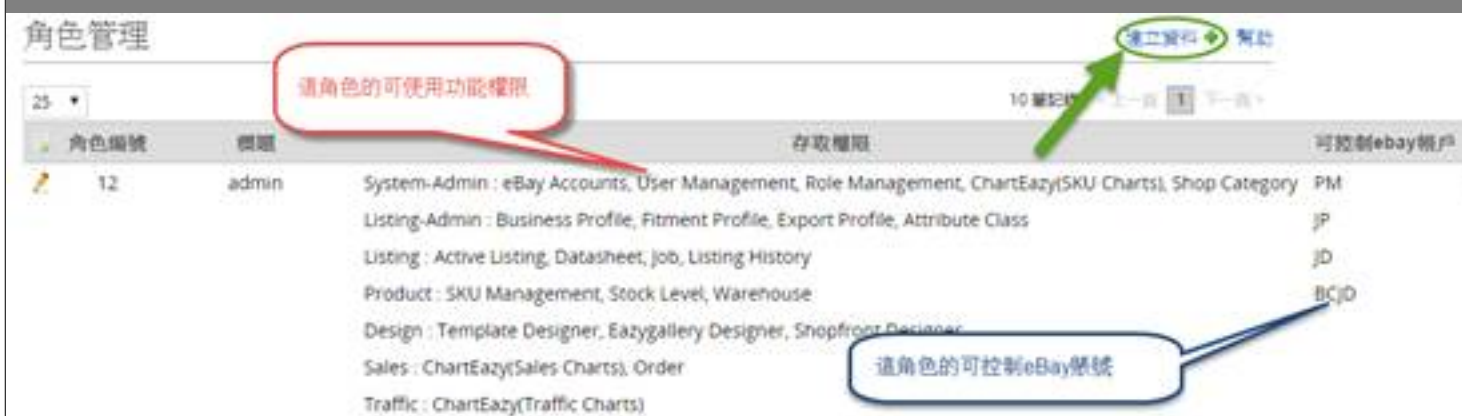 角色管理
建立資料 幫助
這角色的可使用功能權限
25
10 筆記錄 上一頁 1 下一頁
角色編號 標題 存取權限 可控制ebay帳戶
12 admin System-Admin : eBay Accounts, User Management, Role Management, ChartEazy(SKU Charts), Shop Category PM
Listing-Admin : Business Profile, Fitment Profile, Export Profile, Attribute Class JP
Listing : Active Listing, Datasheet, Job, Listing History JD
Product : SKU Management, Stock Level, Warehouse BCJD
Design : Template Designer, Eazygallery Designer, Shopfront Designer
這角色的可控制eBay帳號
Sales : ChartEazy(Sales Charts), Order
Traffic : ChartEazy(Traffic Charts)